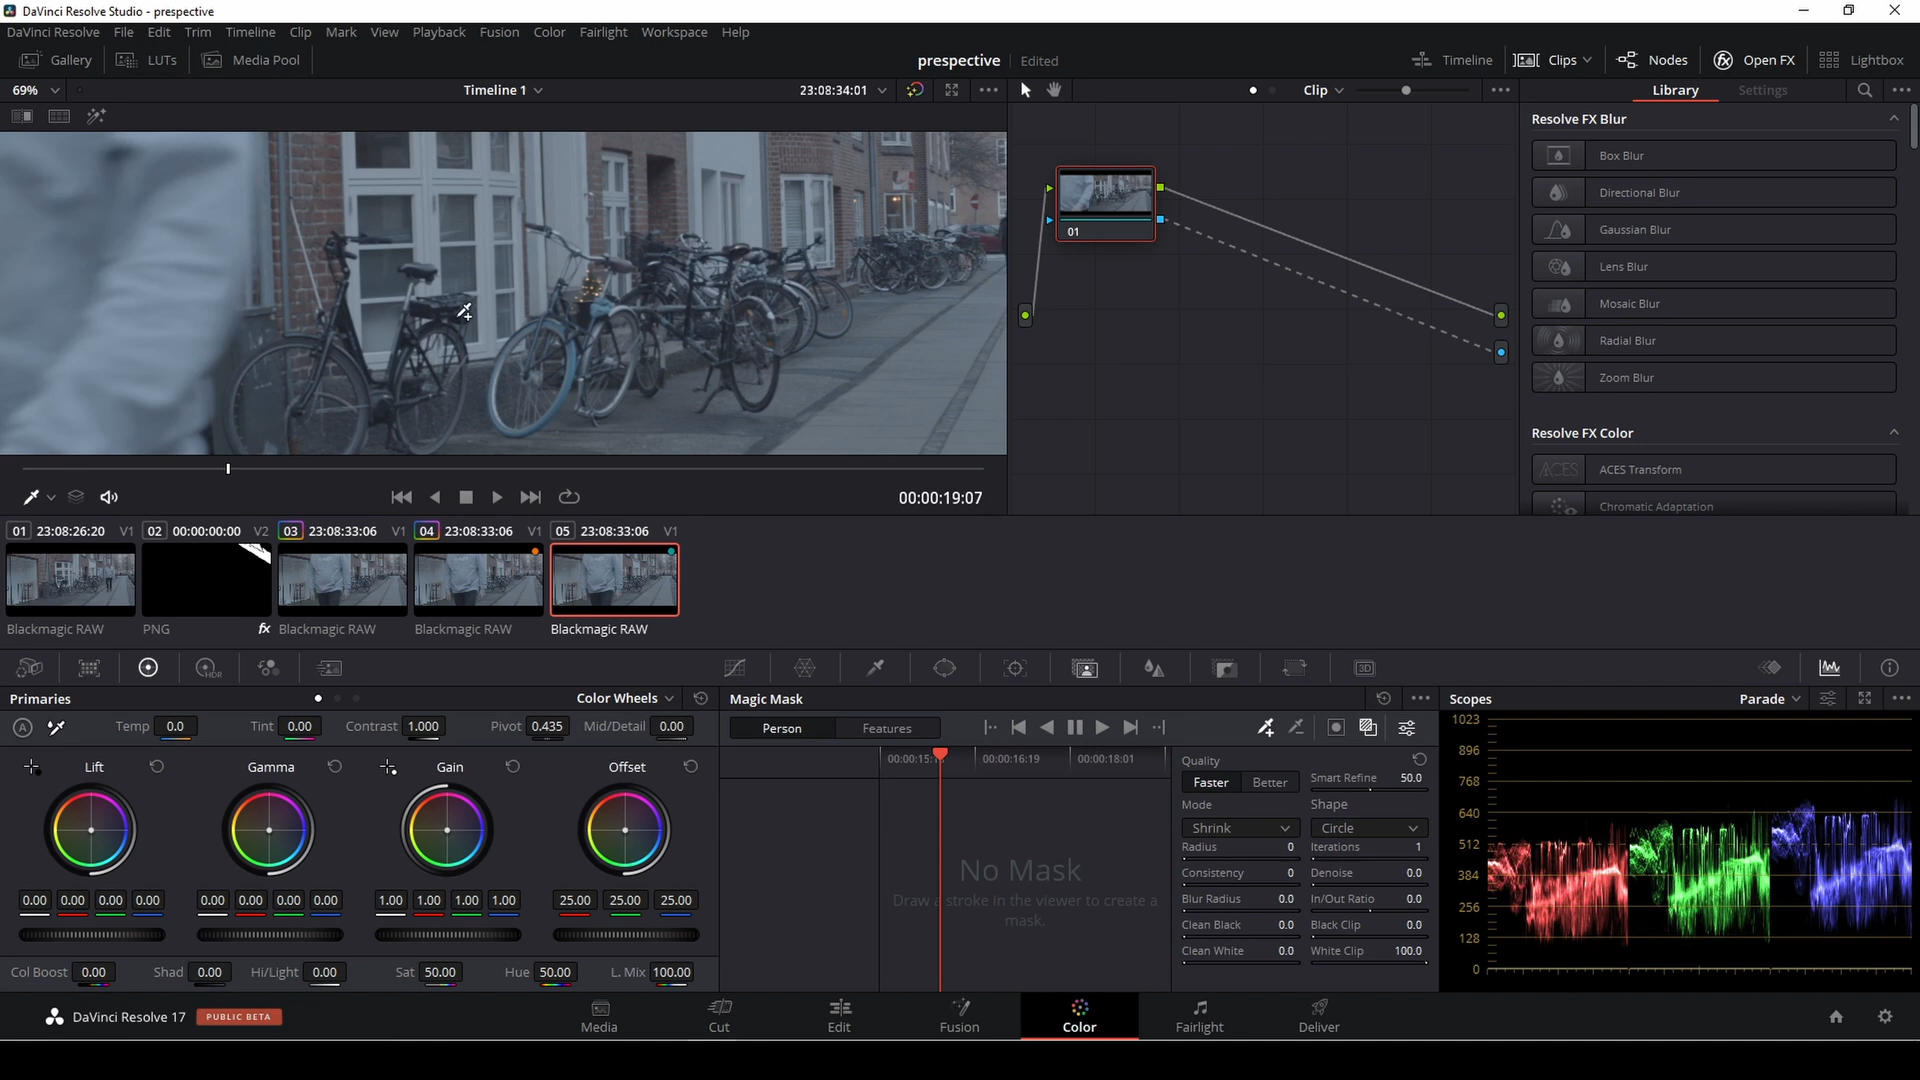 DaVinci Resolve Studio - prespective
DaVinci Resolve File Edit Trim Timeline Clip Mark View Playback Fusion Color Fairlight Workspace Help
Gallery LUTs Media Pool prespective Edited Timeline Clips Nodes Open FX Lightbox
69% Timeline 1 23:08:34:01 Clip Library Settings
Resolve FX Blur
Box Blur
Directional Blur
Gaussian Blur
Lens Blur
Mosaic Blur
Radial Blur
Zoom Blur
Resolve FX Color
ACES Transform
Chromatic Adaptation
01
00:00:19:07
01 23:08:26:20 V1 02 00:00:00:00 V2 03 23:08:33:06 V1 04 23:08:33:06 V1 05 23:08:33:06 V1
Blackmagic RAW PNG fx Blackmagic RAW Blackmagic RAW Blackmagic RAW
HDR 3D
Primaries Color Wheels Magic Mask Scopes Parade
A Temp 0.0 Tint 0.00 Contrast 1.000 Pivot 0.435 Mid/Detail 0.00
Person Features
Lift Gamma Gain Offset
0.00 0.00 0.00 0.00 0.00 0.00 0.00 0.00 1.00 1.00 1.00 1.00 25.00 25.00 25.00
Col Boost 0.00 Shad 0.00 Hi/Light 0.00 Sat 50.00 Hue 50.00 L. Mix 100.00
00:00:16:19 00:00:18:01
No Mask
Draw a stroke in the viewer to create a
mask.
Quality
Faster Better Smart Refine 50.0
Mode Shape
Shrink Circle
Radius 0 Iterations 1
Consistency 0 Denoise 0.0
Blur Radius 0.0 In/Out Ratio 0.0
Clean Black 0.0 Black Clip 0.0
Clean White 0.0 White Clip 100.0
1023
896
768
640
512
384
256
128
0
DaVinci Resolve 17 PUBLIC BETA Media Cut Edit Fusion Color Fairlight Deliver